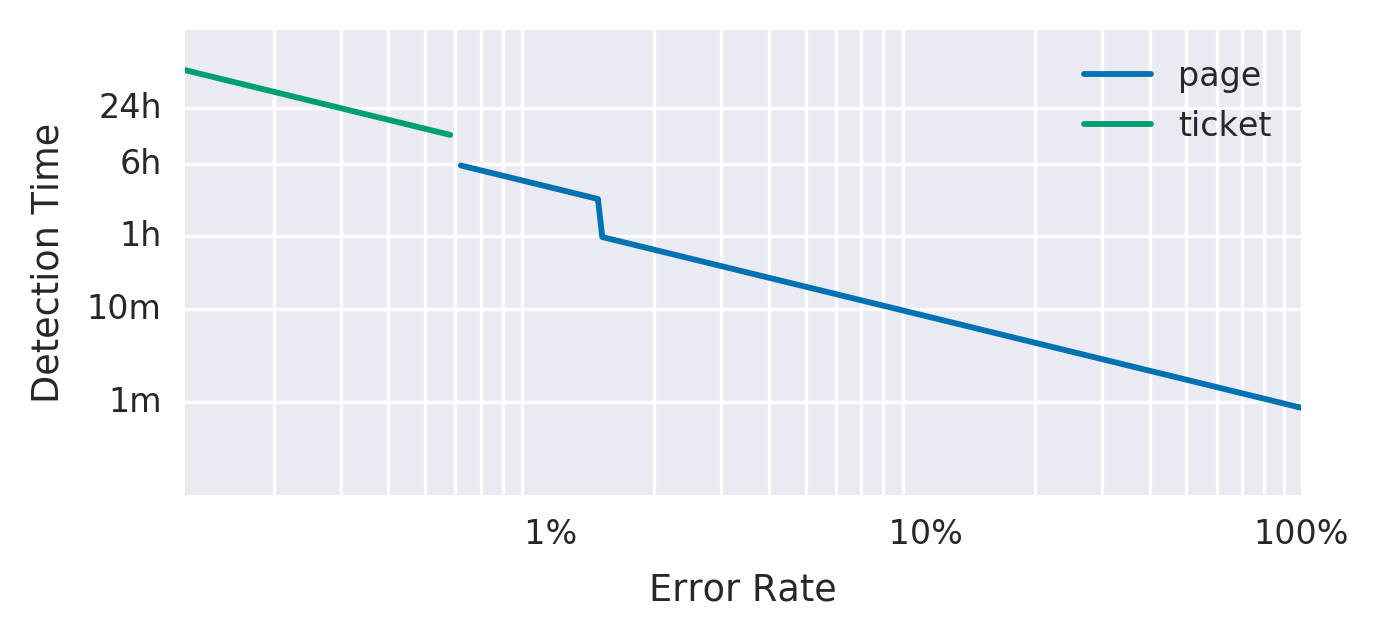 page
ticket
24h
6h
1h
10m
1m
Detection Time
1%
10%
100%
Error Rate